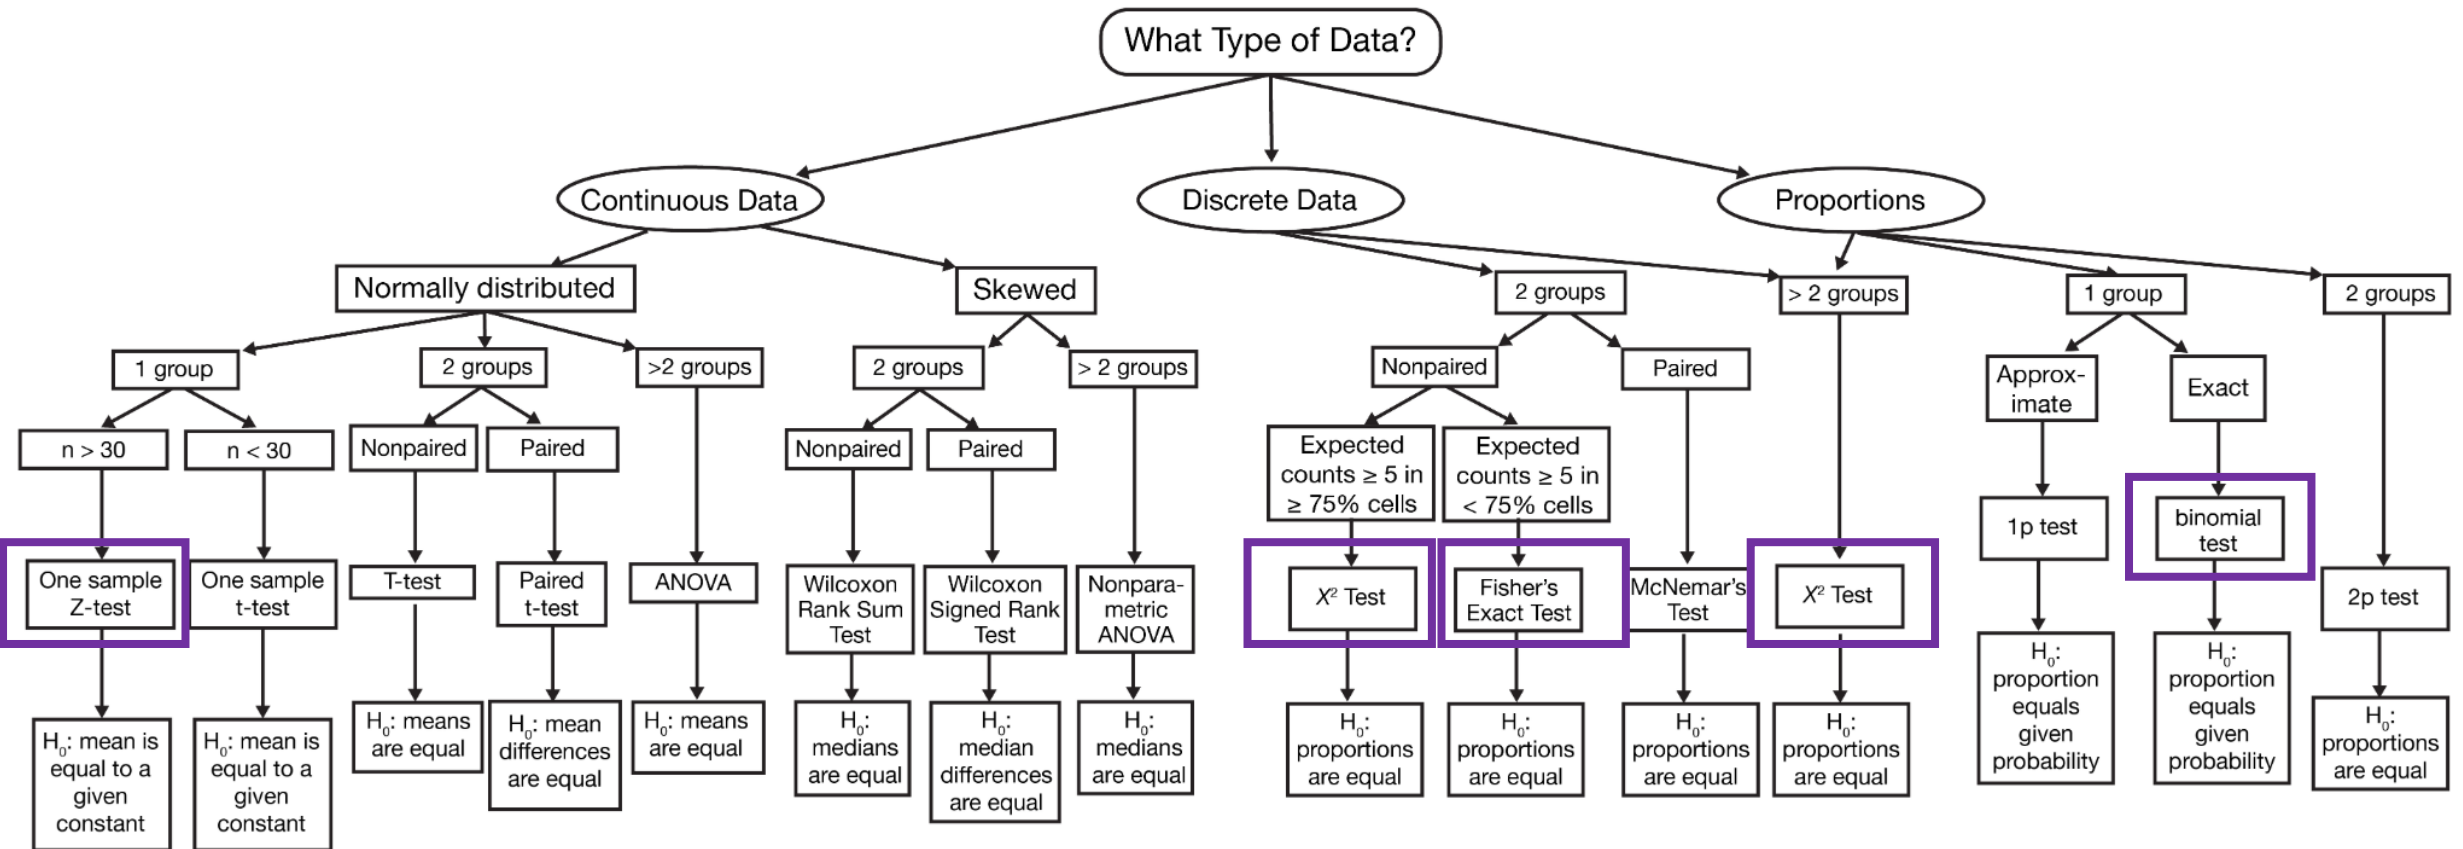 What Type of Data?
Continuous Data
Discrete Data
Proportions
Normally distributed
Skewed
2 groups
> 2 groups
1 group
2 groups
1 group
2 groups
>2 groups
2 groups
> 2 groups
Nonpaired
Paired
Approx-
imate
Exact
n > 30
n < 30
Nonpaired
Paired
Nonpaired
Paired
Expected
counts ≥ 5 in
≥ 75% cells
Expected
counts ≥ 5 in
< 75% cells
1p test
binomial
test
One sample
Z-test
One sample
t-test
T-test
Paired
t-test
ANOVA
Wilcoxon
Rank Sum
Test
Wilcoxon
Signed Rank
Test
Nonpara-
metric
ANOVA
X² Test
Fisher's
Exact Test
McNemar's
Test
X² Test
2p test
H₀: mean is
equal to a
given
constant
H₀: mean is
equal to a
given
constant
H₀: means
are equal
H₀: mean
differences
are equal
H₀: means
are equal
H₀:
medians
are equal
H₀:
median
differences
are equal
H₀:
medians
are equal
H₀:
proportions
are equal
H₀:
proportions
are equal
H₀:
proportions
are equal
H₀:
proportions
are equal
H₀:
proportion
equals
given
probability
H₀:
proportion
equals
given
probability
H₀:
proportions
are equal